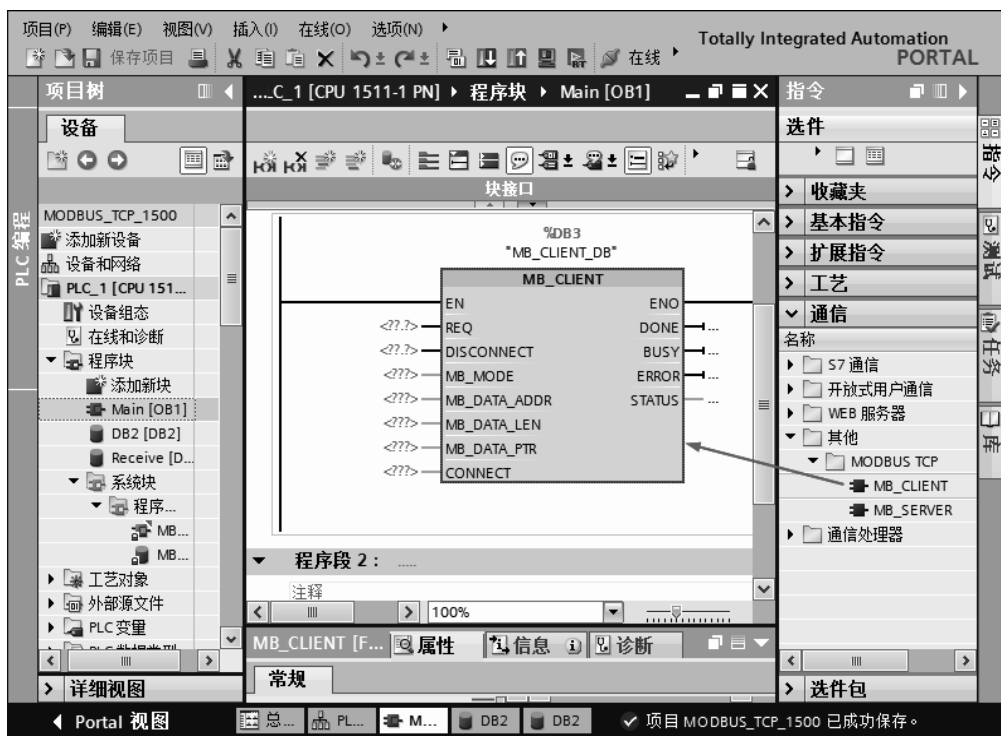 项目(P) 编辑(E) 视图(V) 插入(I) 在线(O) 选项(N)
Totally Integrated Automation
PORTAL
保存项目
在线
项目树
...C_1 [CPU 1511-1 PN] 程序块 Main [OB1]
指令
设备
选件
块接口
PLC 编程
MODBUS_TCP_1500
添加新设备
设备和网络
PLC_1 [CPU 151...
设备组态
在线和诊断
程序块
添加新块
Main [OB1]
DB2 [DB2]
Receive [D...
系统块
程序...
MB...
MB...
工艺对象
外部源文件
PLC 变量
详细视图
%DB3
"MB_CLIENT_DB"
MB_CLIENT
EN ENO
<??.?> REQ DONE ...
<??.?> DISCONNECT BUSY ...
<???> MB_MODE ERROR ...
<???> MB_DATA_ADDR STATUS ...
<???> MB_DATA_LEN
<???> MB_DATA_PTR
<???> CONNECT
程序段 2： .....
注释
100%
MB_CLIENT [F... 属性 信息 诊断
常规
收藏夹
基本指令
扩展指令
工艺
通信
名称
S7 通信
开放式用户通信
WEB 服务器
其他
MODBUS TCP
MB_CLIENT
MB_SERVER
通信处理器
选件包
指令
测试
任务
库
Portal 视图
总...
PL...
M...
DB2
DB2
项目 MODBUS_TCP_1500 已成功保存。